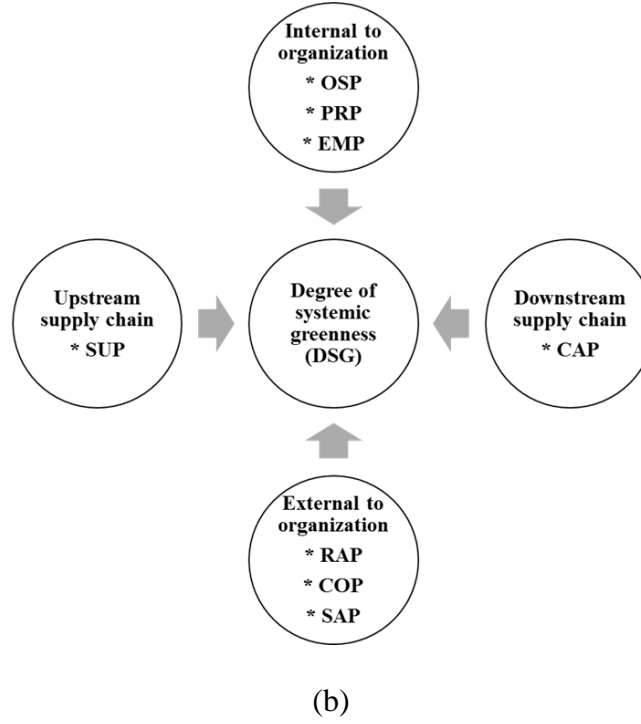 Internal to
organization
* OSP
* PRP
* EMP
Upstream
supply chain
* SUP
Degree of
systemic
greenness
(DSG)
Downstream
supply chain
* CAP
External to
organization
* RAP
* COP
* SAP
(b)